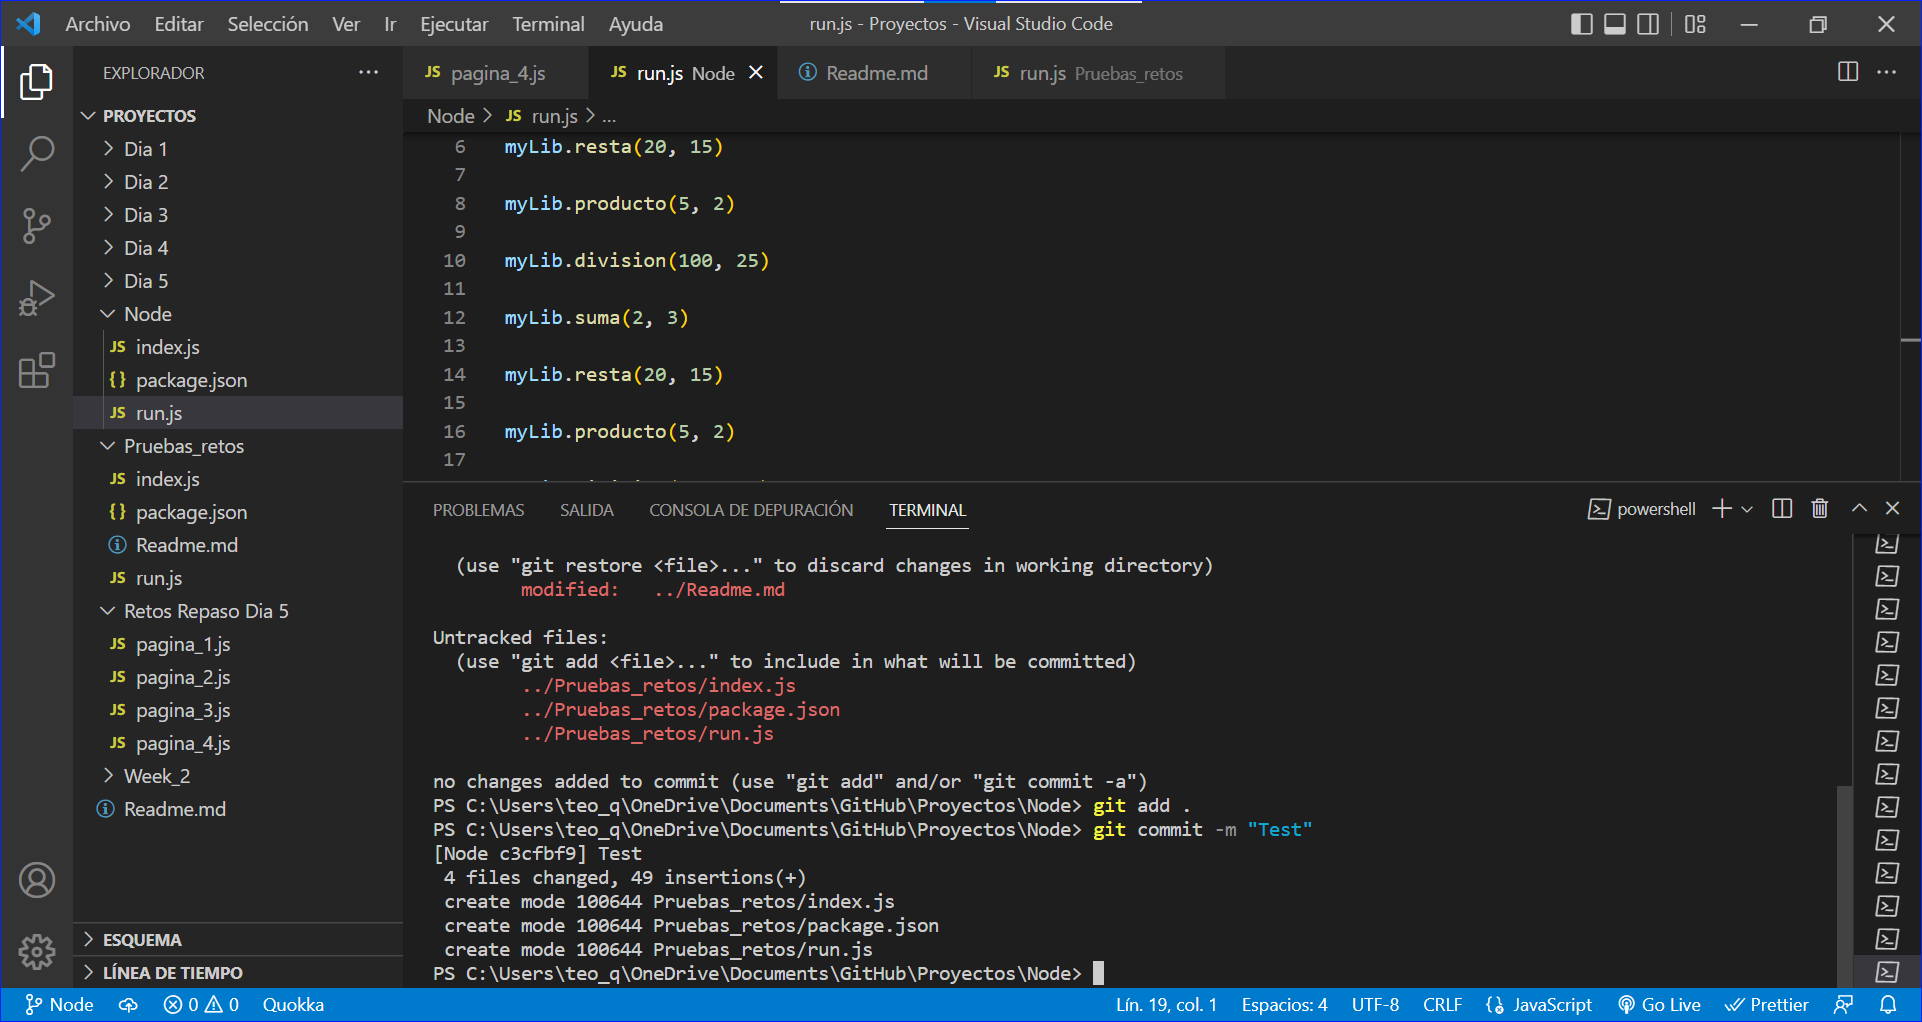 Archivo Editar Selección Ver Ir Ejecutar Terminal Ayuda run.js - Proyectos - Visual Studio Code
EXPLORADOR
PROYECTOS
Dia 1
Dia 2
Dia 3
Dia 4
Dia 5
Node
JS index.js
{} package.json
JS run.js
Pruebas_retos
JS index.js
{} package.json
Readme.md
JS run.js
Retos Repaso Dia 5
JS pagina_1.js
JS pagina_2.js
JS pagina_3.js
JS pagina_4.js
Week_2
Readme.md
ESQUEMA
LÍNEA DE TIEMPO
JS pagina_4.js JS run.js Node Readme.md JS run.js Pruebas_retos
Node > JS run.js > ...
6 myLib.resta(20, 15)
7
8 myLib.producto(5, 2)
9
10 myLib.division(100, 25)
11
12 myLib.suma(2, 3)
13
14 myLib.resta(20, 15)
15
16 myLib.producto(5, 2)
17
PROBLEMAS SALIDA CONSOLA DE DEPURACIÓN TERMINAL powershell
(use "git restore <file>..." to discard changes in working directory)
modified: ../Readme.md
Untracked files:
(use "git add <file>..." to include in what will be committed)
../Pruebas_retos/index.js
../Pruebas_retos/package.json
../Pruebas_retos/run.js
no changes added to commit (use "git add" and/or "git commit -a")
PS C:\Users\teo_q\OneDrive\Documents\GitHub\Proyectos\Node> git add .
PS C:\Users\teo_q\OneDrive\Documents\GitHub\Proyectos\Node> git commit -m "Test"
[Node c3cfbf9] Test
4 files changed, 49 insertions(+)
create mode 100644 Pruebas_retos/index.js
create mode 100644 Pruebas_retos/package.json
create mode 100644 Pruebas_retos/run.js
PS C:\Users\teo_q\OneDrive\Documents\GitHub\Proyectos\Node>
Node 0 0 Quokka Lín. 19, col. 1 Espacios: 4 UTF-8 CRLF JavaScript Go Live Prettier